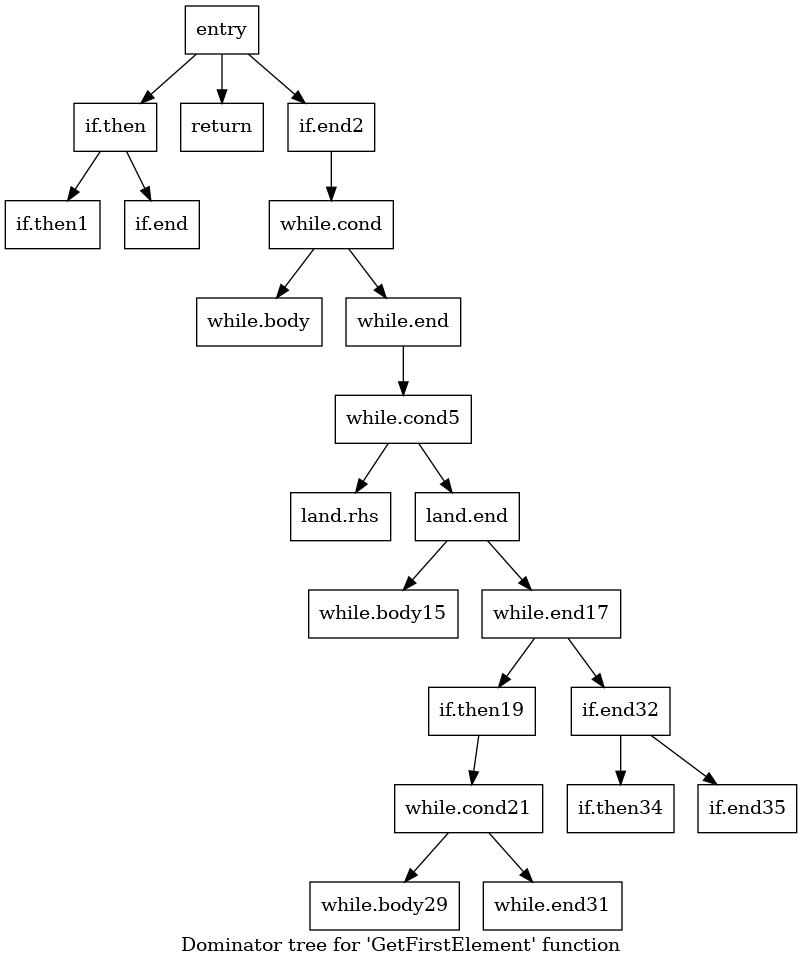 entry
if.then
return
if.end2
if.then1
if.end
while.cond
while.body
while.end
while.cond5
land.rhs
land.end
while.body15
while.end17
if.then19
if.end32
while.cond21
if.then34
if.end35
while.body29
while.end31
Dominator tree for 'GetFirstElement' function